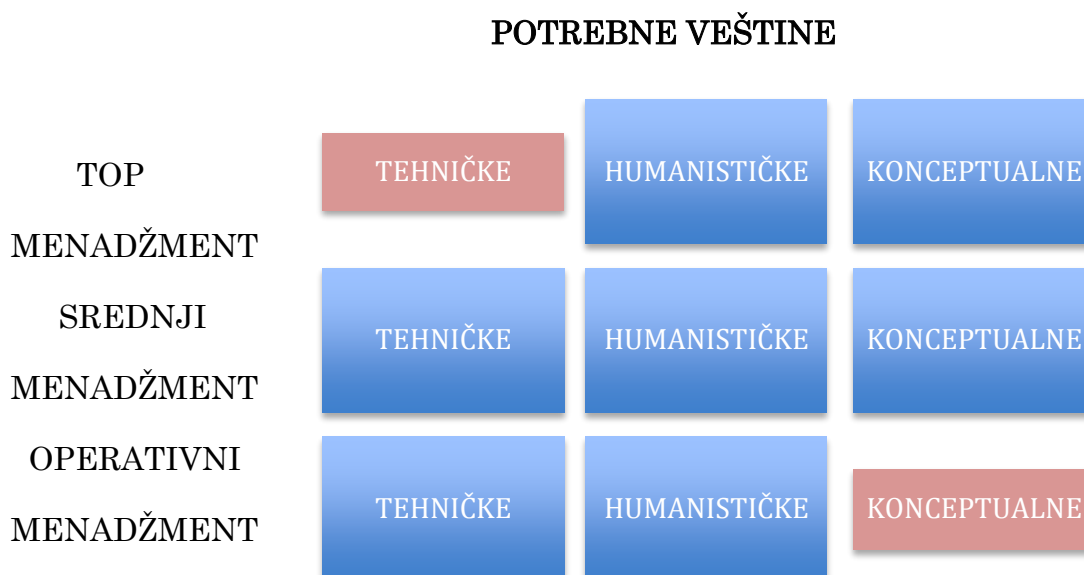 POTREBNE VEŠTINE
TOP
MENADŽMENT
TEHNIČKE
HUMANISTIČKE
KONCEPTUALNE
SREDNJI
MENADŽMENT
TEHNIČKE
HUMANISTIČKE
KONCEPTUALNE
OPERATIVNI
MENADŽMENT
TEHNIČKE
HUMANISTIČKE
KONCEPTUALNE